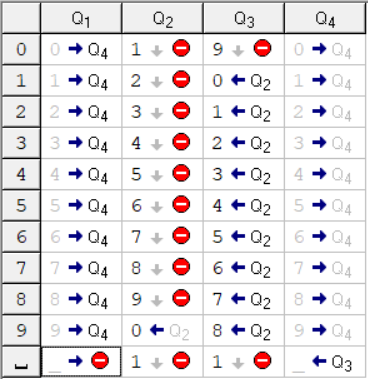 Q₁ Q₂ Q₃ Q₄
0 0 → Q₄ 1 ↓ ⛔ 9 ↓ ⛔ 0 → Q₄
1 1 → Q₄ 2 ↓ ⛔ 0 ← Q₂ 1 → Q₄
2 2 → Q₄ 3 ↓ ⛔ 1 ← Q₂ 2 → Q₄
3 3 → Q₄ 4 ↓ ⛔ 2 ← Q₂ 3 → Q₄
4 4 → Q₄ 5 ↓ ⛔ 3 ← Q₂ 4 → Q₄
5 5 → Q₄ 6 ↓ ⛔ 4 ← Q₂ 5 → Q₄
6 6 → Q₄ 7 ↓ ⛔ 5 ← Q₂ 6 → Q₄
7 7 → Q₄ 8 ↓ ⛔ 6 ← Q₂ 7 → Q₄
8 8 → Q₄ 9 ↓ ⛔ 7 ← Q₂ 8 → Q₄
9 9 → Q₄ 0 ← Q₂ 8 ← Q₂ 9 → Q₄
⎵ _ → ⛔ 1 ↓ ⛔ 1 ↓ ⛔ _ ← Q₃